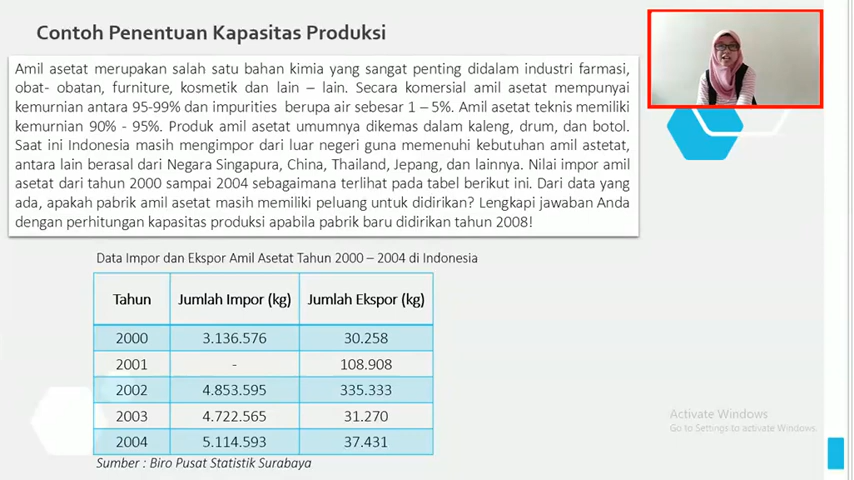 Contoh Penentuan Kapasitas Produksi
Amil asetat merupakan salah satu bahan kimia yang sangat penting didalam industri farmasi,
obat- obatan, furniture, kosmetik dan lain – lain. Secara komersial amil asetat mempunyai
kemurnian antara 95-99% dan impurities berupa air sebesar 1 – 5%. Amil asetat teknis memiliki
kemurnian 90% - 95%. Produk amil asetat umumnya dikemas dalam kaleng, drum, dan botol.
Saat ini Indonesia masih mengimpor dari luar negeri guna memenuhi kebutuhan amil astetat,
antara lain berasal dari Negara Singapura, China, Thailand, Jepang, dan lainnya. Nilai impor amil
asetat dari tahun 2000 sampai 2004 sebagaimana terlihat pada tabel berikut ini. Dari data yang
ada, apakah pabrik amil asetat masih memiliki peluang untuk didirikan? Lengkapi jawaban Anda
dengan perhitungan kapasitas produksi apabila pabrik baru didirikan tahun 2008!
Data Impor dan Ekspor Amil Asetat Tahun 2000 – 2004 di Indonesia
Tahun Jumlah Impor (kg) Jumlah Ekspor (kg)
2000 3.136.576 30.258
2001 - 108.908
2002 4.853.595 335.333
2003 4.722.565 31.270
2004 5.114.593 37.431
Sumber : Biro Pusat Statistik Surabaya
Activate Windows
Go to Settings to activate Windows.